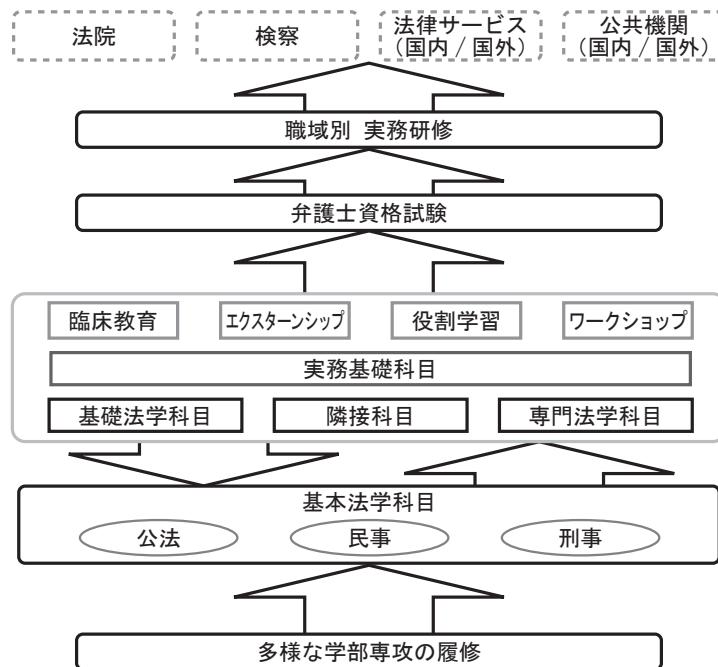 法院
検察
法律サービス
（国内 / 国外）
公共機関
（国内 / 国外）
職域別 実務研修
弁護士資格試験
臨床教育
エクスターンシップ
役割学習
ワークショップ
実務基礎科目
基礎法学科目
隣接科目
専門法学科目
基本法学科目
公法
民事
刑事
多様な学部専攻の履修